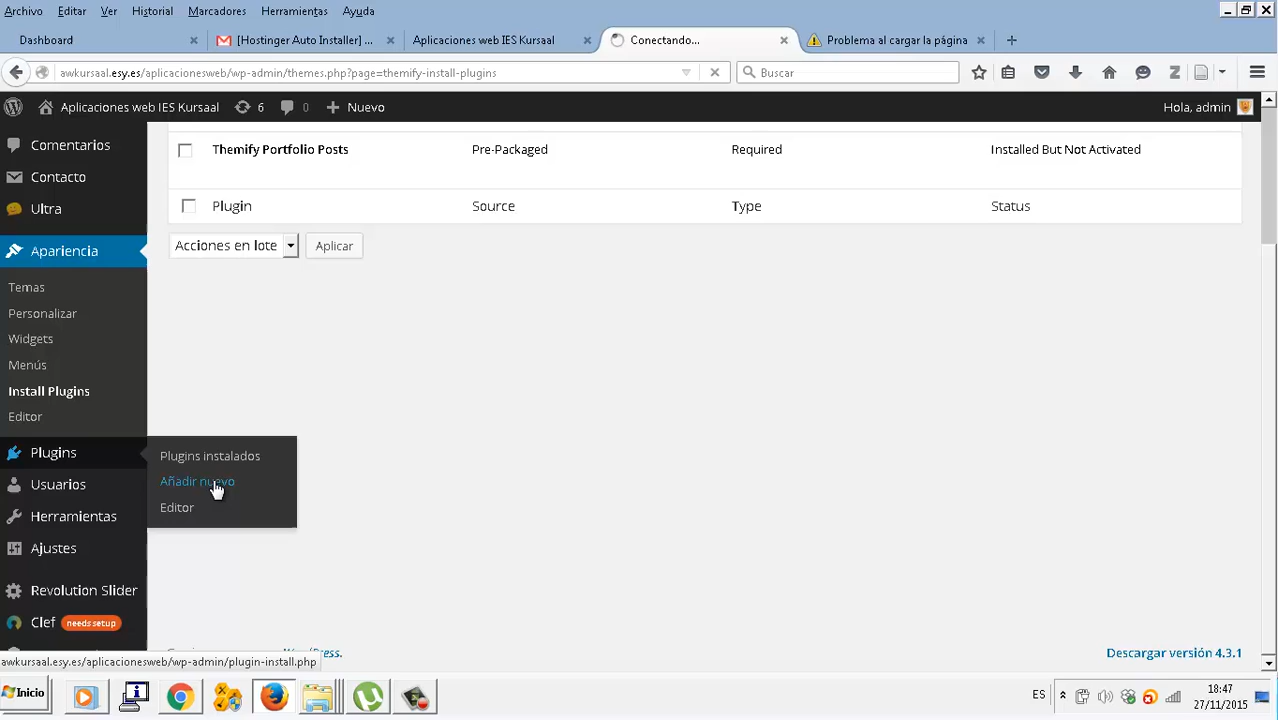 Archivo Editar Ver Historial Marcadores Herramientas Ayuda
Dashboard [Hostinger Auto Installer] ... Aplicaciones web IES Kursaal Conectando... Problema al cargar la página
awkursaal.esy.es/aplicacionesweb/wp-admin/themes.php?page=themify-install-plugins Buscar
Aplicaciones web IES Kursaal 6 0 Nuevo Hola, admin
Comentarios
Contacto
Ultra
Apariencia
Temas
Personalizar
Widgets
Menús
Install Plugins
Editor
Plugins
Usuarios
Herramientas
Ajustes
Revolution Slider
Clef needs setup
Themify Portfolio Posts Pre-Packaged Required Installed But Not Activated
Plugin Source Type Status
Acciones en lote Aplicar
Plugins instalados
Añadir nuevo
Editor
WordPress. Descargar versión 4.3.1
awkursaal.esy.es/aplicacionesweb/wp-admin/plugin-install.php
Inicio ES 18:47
27/11/2015